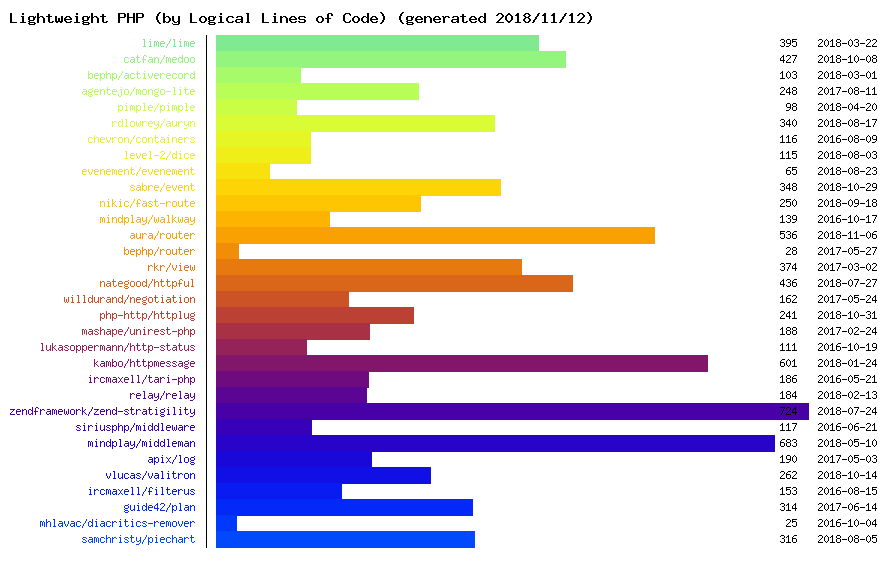 Lightweight PHP (by Logical Lines of Code) (generated 2018/11/12)
lime/lime 395 2018-03-22
catfan/medoo 427 2018-10-08
bephp/activerecord 103 2018-03-01
agentejo/mongo-lite 248 2017-08-11
pimple/pimple 98 2018-04-20
rdlowrey/auryn 340 2018-08-17
chevron/containers 116 2016-08-09
level-2/dice 115 2018-08-03
evenement/evenement 65 2018-08-23
sabre/event 348 2018-10-29
nikic/fast-route 250 2018-09-18
mindplay/walkway 139 2016-10-17
aura/router 536 2018-11-06
bephp/router 28 2017-05-27
rkr/view 374 2017-03-02
nategood/httpful 436 2018-07-27
willdurand/negotiation 162 2017-05-24
php-http/httplug 241 2018-10-31
mashape/unirest-php 188 2017-02-24
lukasoppermann/http-status 111 2016-10-19
kambo/httpmessage 601 2018-01-24
ircmaxell/tari-php 186 2016-05-21
relay/relay 184 2018-02-13
zendframework/zend-stratigility 724 2018-07-24
siriusphp/middleware 117 2016-06-21
mindplay/middleman 683 2018-05-10
apix/log 190 2017-05-03
vlucas/valitron 262 2018-10-14
ircmaxell/filterus 153 2016-08-15
guide42/plan 314 2017-06-14
mhlavac/diacritics-remover 25 2016-10-04
samchristy/piechart 316 2018-08-05